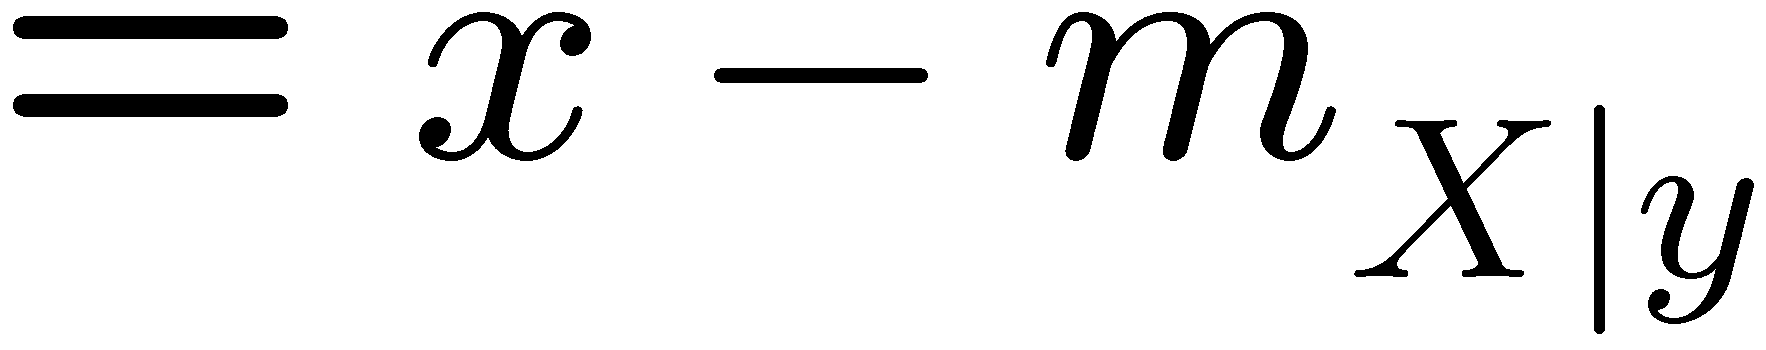 = x − m_{X|y}